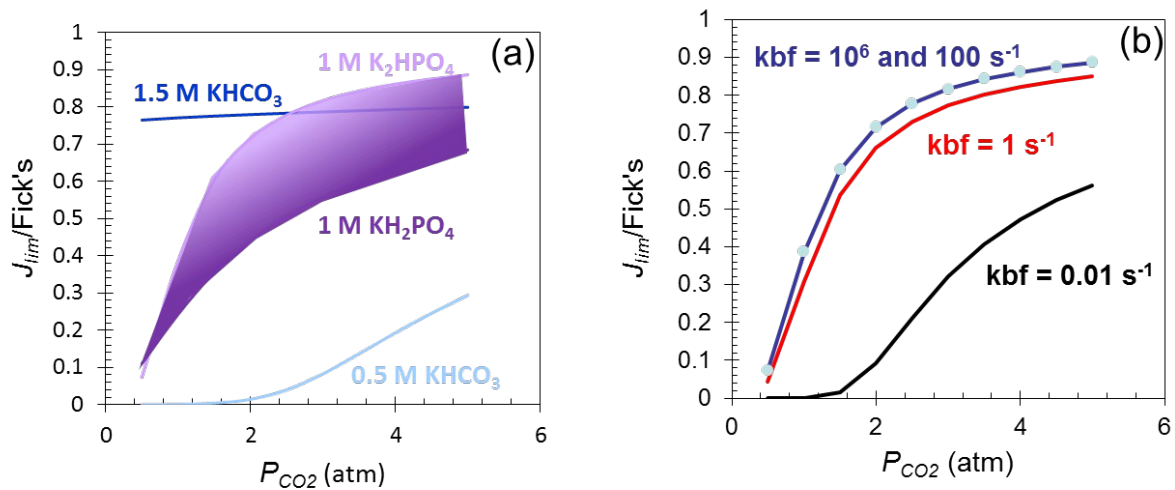 (a)
1 M K₂HPO₄
1.5 M KHCO₃
1 M KH₂PO₄
0.5 M KHCO₃
J_lim/Fick's
1
0.9
0.8
0.7
0.6
0.5
0.4
0.3
0.2
0.1
0
0 2 4 6
P_CO2 (atm)
(b)
kbf = 10⁶ and 100 s⁻¹
kbf = 1 s⁻¹
kbf = 0.01 s⁻¹
J_lim/Fick's
1
0.9
0.8
0.7
0.6
0.5
0.4
0.3
0.2
0.1
0
0 2 4 6
P_CO2 (atm)